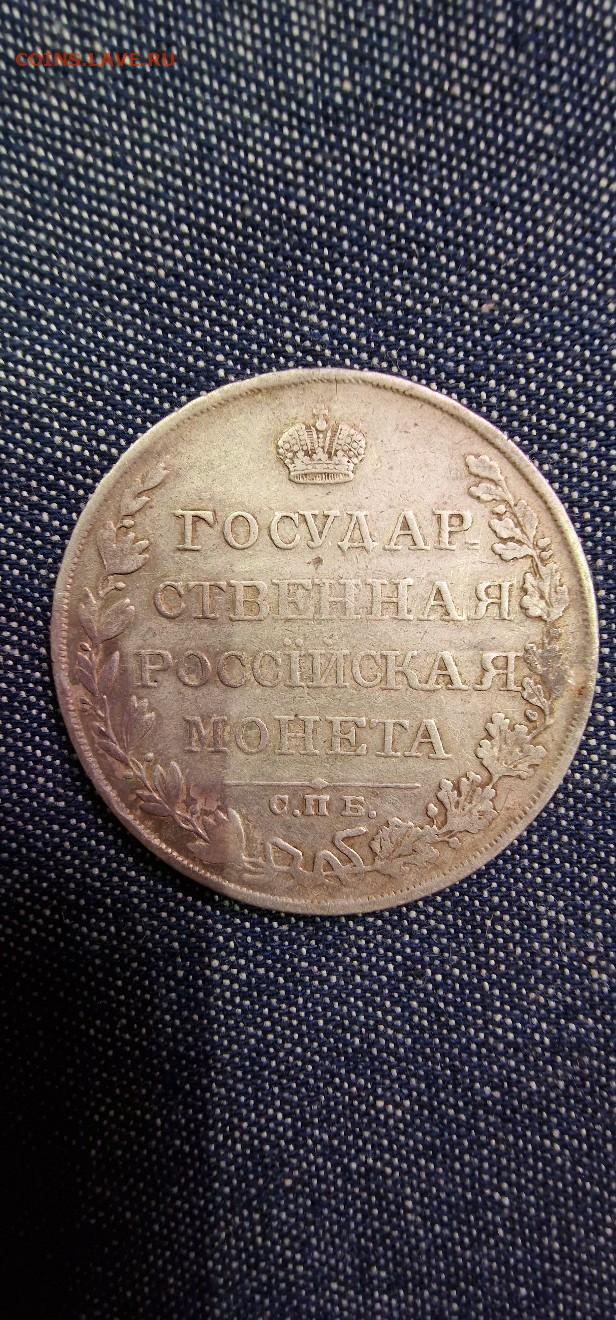 COINS.LAVE.RU
ГОСУДАР
СТВЕННАЯ
РОССІЙСКАЯ
МОНЕТА
С.П Б.